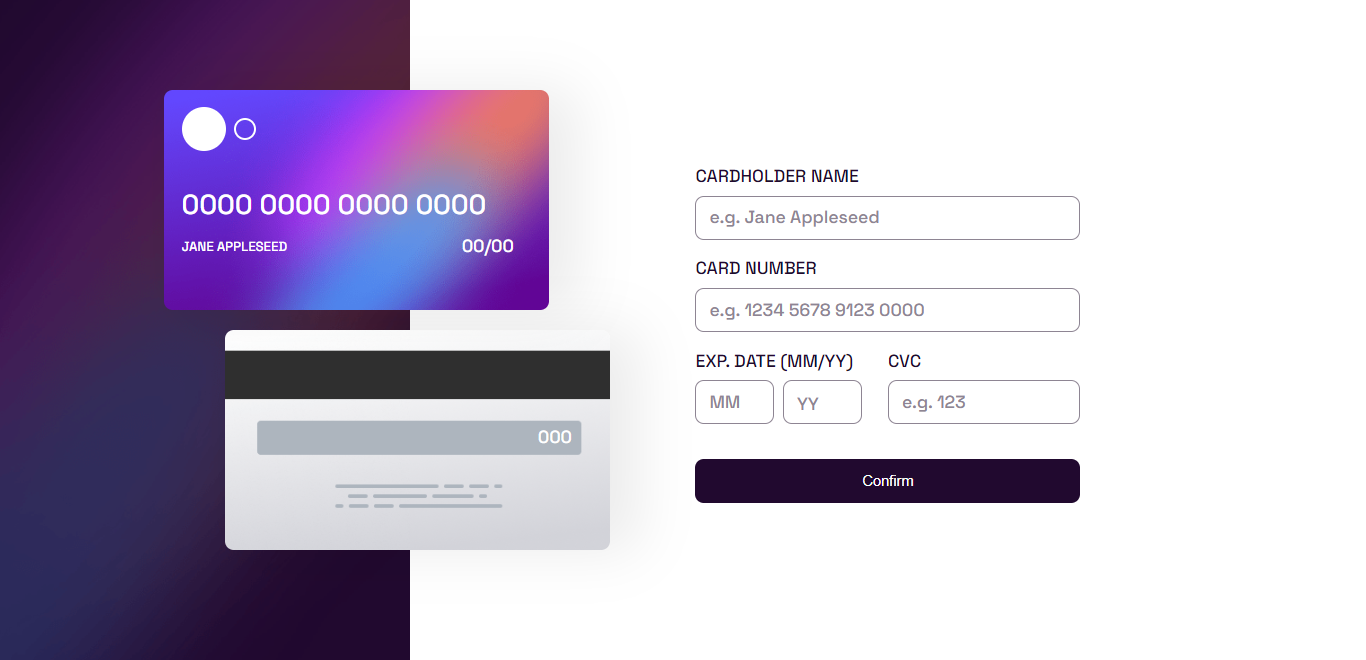 0000 0000 0000 0000
JANE APPLESEED 00/00
000
CARDHOLDER NAME
e.g. Jane Appleseed
CARD NUMBER
e.g. 1234 5678 9123 0000
EXP. DATE (MM/YY) CVC
MM YY e.g. 123
Confirm